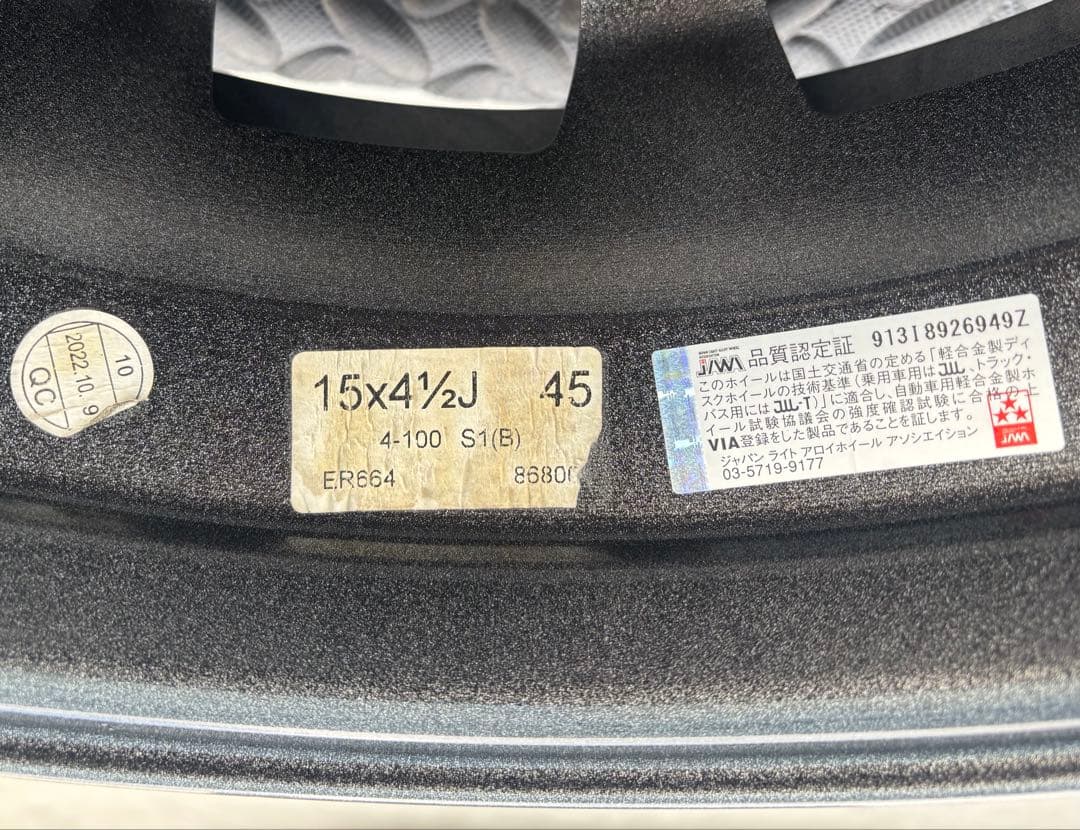 10
2022.10.9
QC
15x4½J 45
4-100 S1(B)
ER664 8680
JAWA 品質認定証 91318926949Z
このホイールは国土交通省の定める「軽合金製ディ
スクホイールの技術基準（乗用車用はJWL、トラック・
バス用にはJWL-T）」に適合し、自動車用軽合金製ホ
イール試験協議会の強度確認試験に合格の上
VIA登録をした製品であることを証します。
ジャパン ライト アロイホイール アソシエイション
03-5719-9177
JAWA